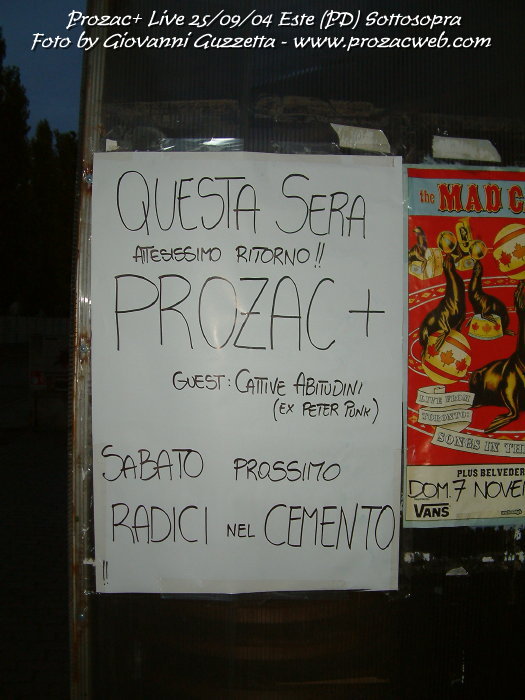 Prozac+ Live 25/09/04 Este (PD) Sottosopra
Foto by Giovanni Guzzetta - www.prozacweb.com
QUESTA SERA
ATTESISSIMO RITORNO!!
PROZAC+
GUEST: CATTIVE ABITUDINI
(EX PETER PUNK)
SABATO PROSSIMO
RADICI NEL CEMENTO
!!
the MAD C
LIVE FROM
TORONTO:
SONGS IN TH
PLUS BELVEDER
DOM. 7 NOVE
VANS